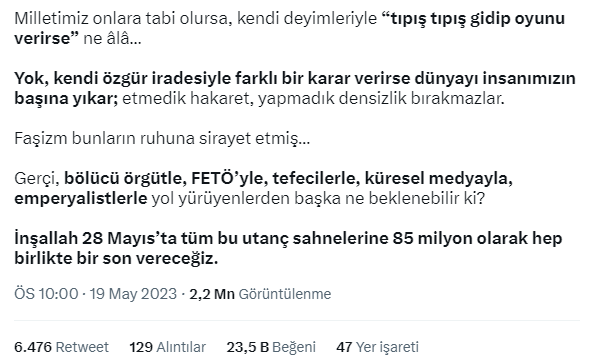 Milletimiz onlara tabi olursa, kendi deyimleriyle “tıpış tıpış gidip oyunu
verirse” ne âlâ...
Yok, kendi özgür iradesiyle farklı bir karar verirse dünyayı insanımızın
başına yıkar; etmedik hakaret, yapmadık densizlik bırakmazlar.
Faşizm bunların ruhuna sirayet etmiş...
Gerçi, bölücü örgütle, FETÖ’yle, tefecilerle, küresel medyayla,
emperyalistlerle yol yürüyenlerden başka ne beklenebilir ki?
İnşallah 28 Mayıs’ta tüm bu utanç sahnelerine 85 milyon olarak hep
birlikte bir son vereceğiz.
ÖS 10:00 · 19 May 2023 · 2,2 Mn Görüntülenme
6.476 Retweet 129 Alıntılar 23,5 B Beğeni 47 Yer işareti